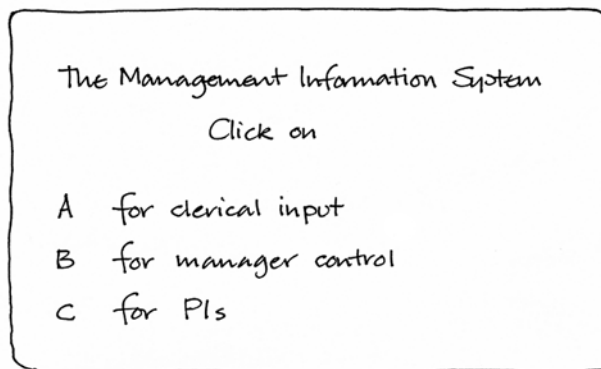 The Management Information System
Click on
A for clerical input
B for manager control
C for PIs